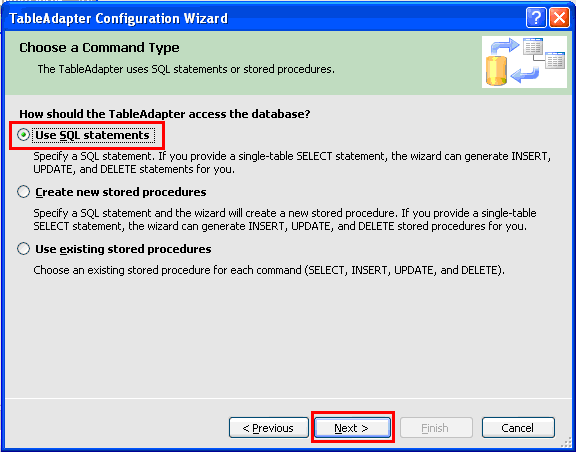 TableAdapter Configuration Wizard
Choose a Command Type
The TableAdapter uses SQL statements or stored procedures.
How should the TableAdapter access the database?
Use SQL statements
Specify a SQL statement. If you provide a single-table SELECT statement, the wizard can generate INSERT,
UPDATE, and DELETE statements for you.
Create new stored procedures
Specify a SQL statement and the wizard will create a new stored procedure. If you provide a single-table
SELECT statement, the wizard can generate INSERT, UPDATE, and DELETE stored procedures for you.
Use existing stored procedures
Choose an existing stored procedure for each command (SELECT, INSERT, UPDATE, and DELETE).
< Previous
Next >
Finish
Cancel